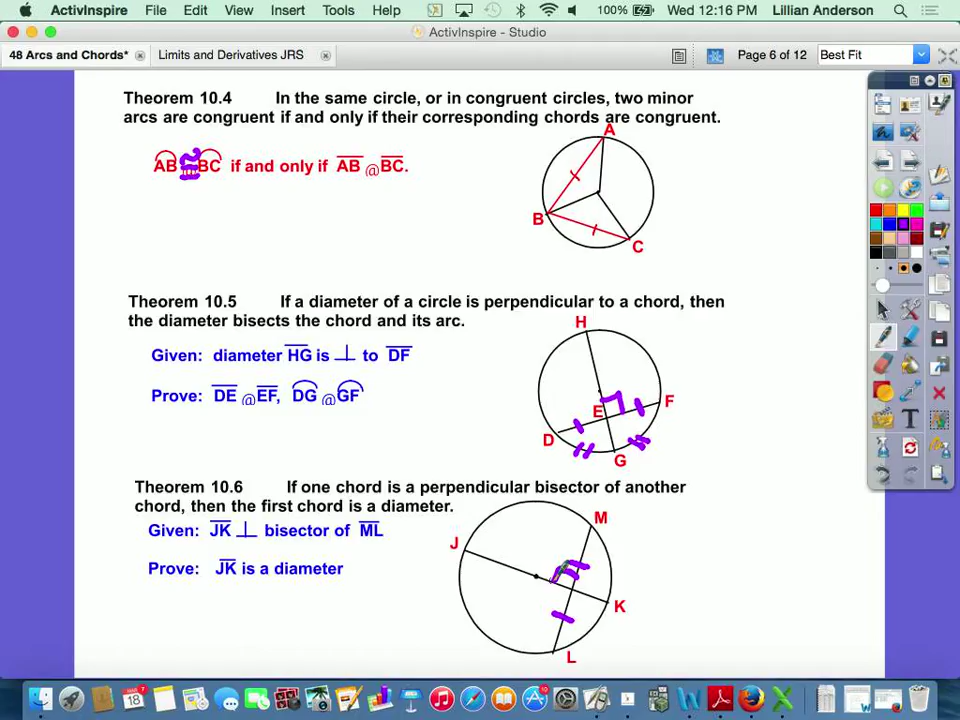 ActivInspire File Edit View Insert Tools Help 100% Wed 12:16 PM Lillian Anderson
ActivInspire - Studio
48 Arcs and Chords* Limits and Derivatives JRS Page 6 of 12 Best Fit
Theorem 10.4 In the same circle, or in congruent circles, two minor
arcs are congruent if and only if their corresponding chords are congruent.
A
AB BC if and only if AB @ BC.
B
C
Theorem 10.5 If a diameter of a circle is perpendicular to a chord, then
the diameter bisects the chord and its arc.
H
Given: diameter HG is ⊥ to DF
Prove: DE @ EF, DG @ GF
E
F
D
G
Theorem 10.6 If one chord is a perpendicular bisector of another
chord, then the first chord is a diameter.
Given: JK ⊥ bisector of ML
M
J
Prove: JK is a diameter
K
L